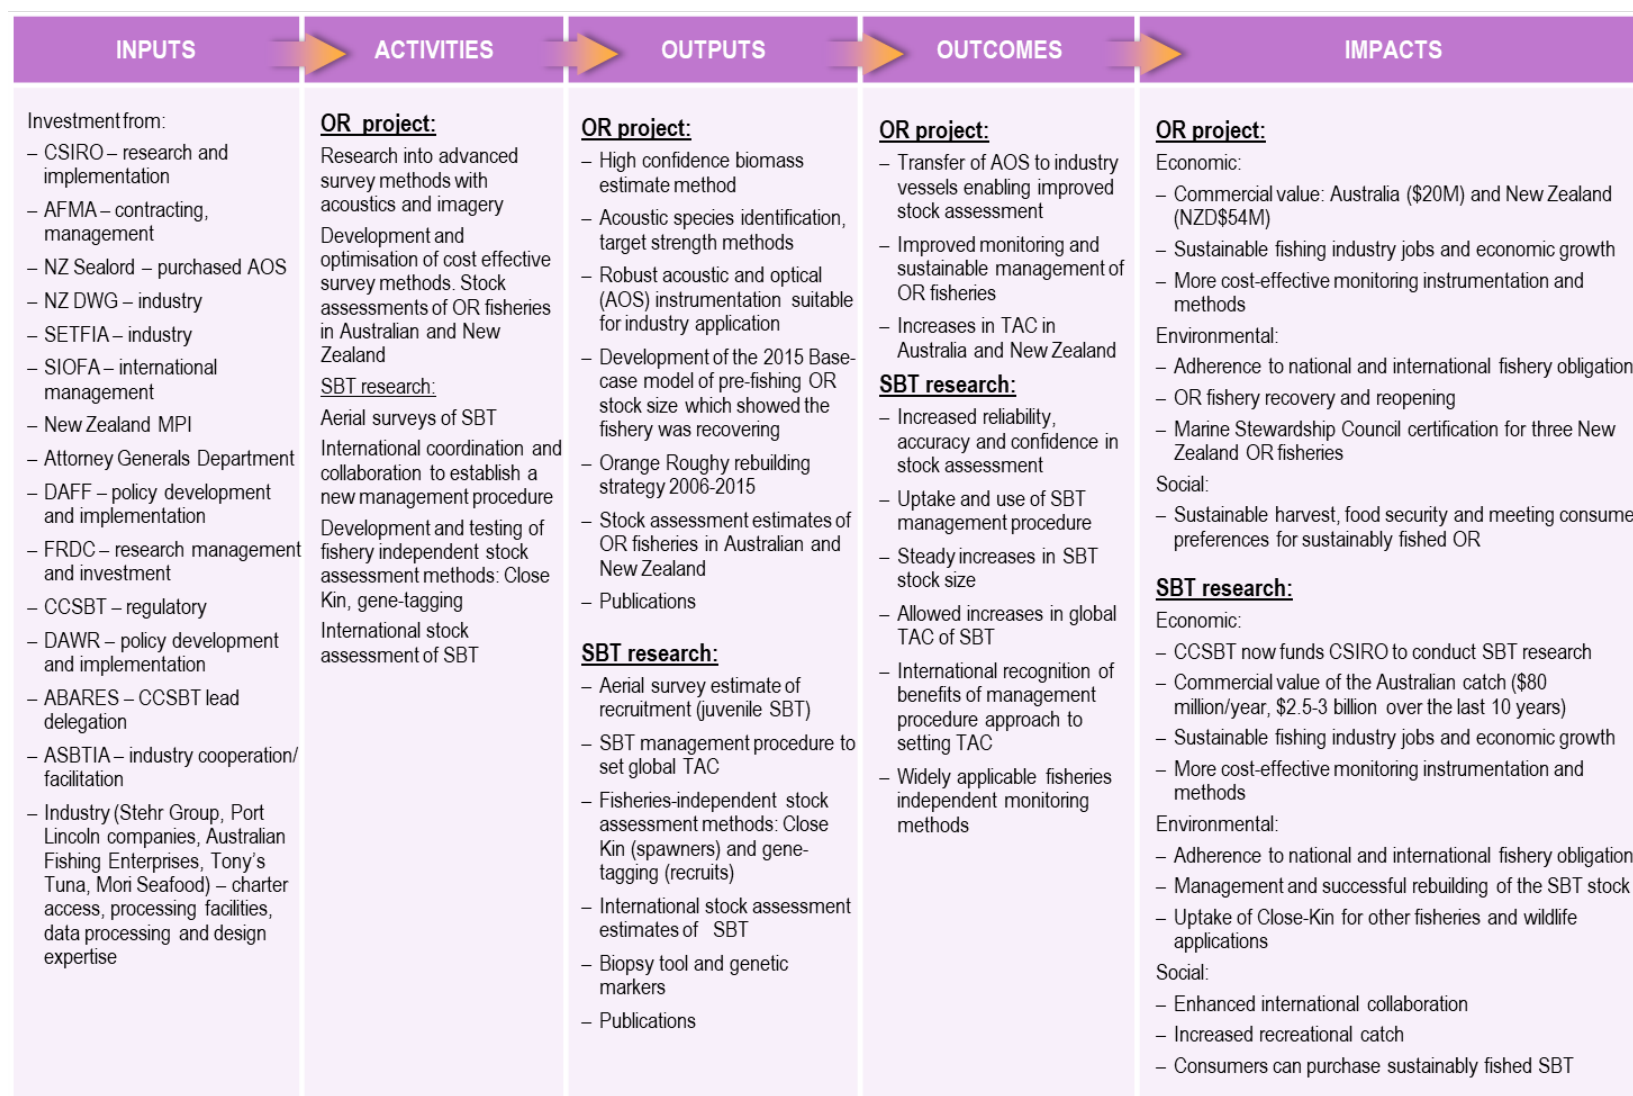 INPUTS
ACTIVITIES
OUTPUTS
OUTCOMES
IMPACTS
Investment from:
– CSIRO – research and
implementation
– AFMA – contracting,
management
– NZ Sealord – purchased AOS
– NZ DWG – industry
– SETFIA – industry
– SIOFA – international
management
– New Zealand MPI
– Attorney Generals Department
– DAFF – policy development
and implementation
– FRDC – research management
and investment
– CCSBT – regulatory
– DAWR – policy development
and implementation
– ABARES – CCSBT lead
delegation
– ASBTIA – industry cooperation/
facilitation
– Industry (Stehr Group, Port
Lincoln companies, Australian
Fishing Enterprises, Tony's
Tuna, Mori Seafood) – charter
access, processing facilities,
data processing and design
expertise
OR project:
Research into advanced
survey methods with
acoustics and imagery
Development and
optimisation of cost effective
survey methods. Stock
assessments of OR fisheries
in Australian and New
Zealand
SBT research:
Aerial surveys of SBT
International coordination and
collaboration to establish a
new management procedure
Development and testing of
fishery independent stock
assessment methods: Close
Kin, gene-tagging
International stock
assessment of SBT
OR project:
– High confidence biomass
estimate method
– Acoustic species identification,
target strength methods
– Robust acoustic and optical
(AOS) instrumentation suitable
for industry application
– Development of the 2015 Base-
case model of pre-fishing OR
stock size which showed the
fishery was recovering
– Orange Roughy rebuilding
strategy 2006-2015
– Stock assessment estimates of
OR fisheries in Australian and
New Zealand
– Publications
SBT research:
– Aerial survey estimate of
recruitment (juvenile SBT)
– SBT management procedure to
set global TAC
– Fisheries-independent stock
assessment methods: Close
Kin (spawners) and gene-
tagging (recruits)
– International stock assessment
estimates of SBT
– Biopsy tool and genetic
markers
– Publications
OR project:
– Transfer of AOS to industry
vessels enabling improved
stock assessment
– Improved monitoring and
sustainable management of
OR fisheries
– Increases in TAC in
Australia and New Zealand
SBT research:
– Increased reliability,
accuracy and confidence in
stock assessment
– Uptake and use of SBT
management procedure
– Steady increases in SBT
stock size
– Allowed increases in global
TAC of SBT
– International recognition of
benefits of management
procedure approach to
setting TAC
– Widely applicable fisheries
independent monitoring
methods
OR project:
Economic:
– Commercial value: Australia ($20M) and New Zealand
(NZD$54M)
– Sustainable fishing industry jobs and economic growth
– More cost-effective monitoring instrumentation and
methods
Environmental:
– Adherence to national and international fishery obligation
– OR fishery recovery and reopening
– Marine Stewardship Council certification for three New
Zealand OR fisheries
Social:
– Sustainable harvest, food security and meeting consume
preferences for sustainably fished OR
SBT research:
Economic:
– CCSBT now funds CSIRO to conduct SBT research
– Commercial value of the Australian catch ($80
million/year, $2.5-3 billion over the last 10 years)
– Sustainable fishing industry jobs and economic growth
– More cost-effective monitoring instrumentation and
methods
Environmental:
– Adherence to national and international fishery obligation
– Management and successful rebuilding of the SBT stock
– Uptake of Close-Kin for other fisheries and wildlife
applications
Social:
– Enhanced international collaboration
– Increased recreational catch
– Consumers can purchase sustainably fished SBT